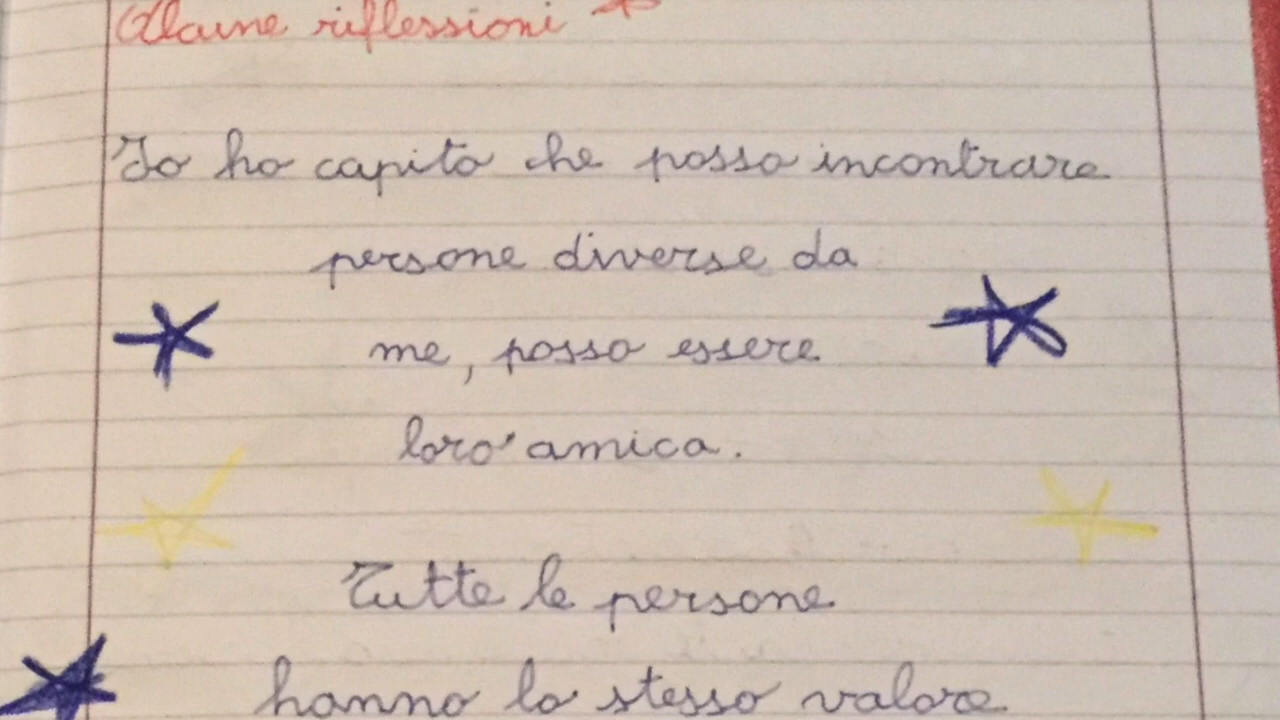 Alcune riflessioni
Io ho capito che posso incontrare
persone diverse da
me, posso essere
loro amica.
Tutte le persone
hanno lo stesso valore